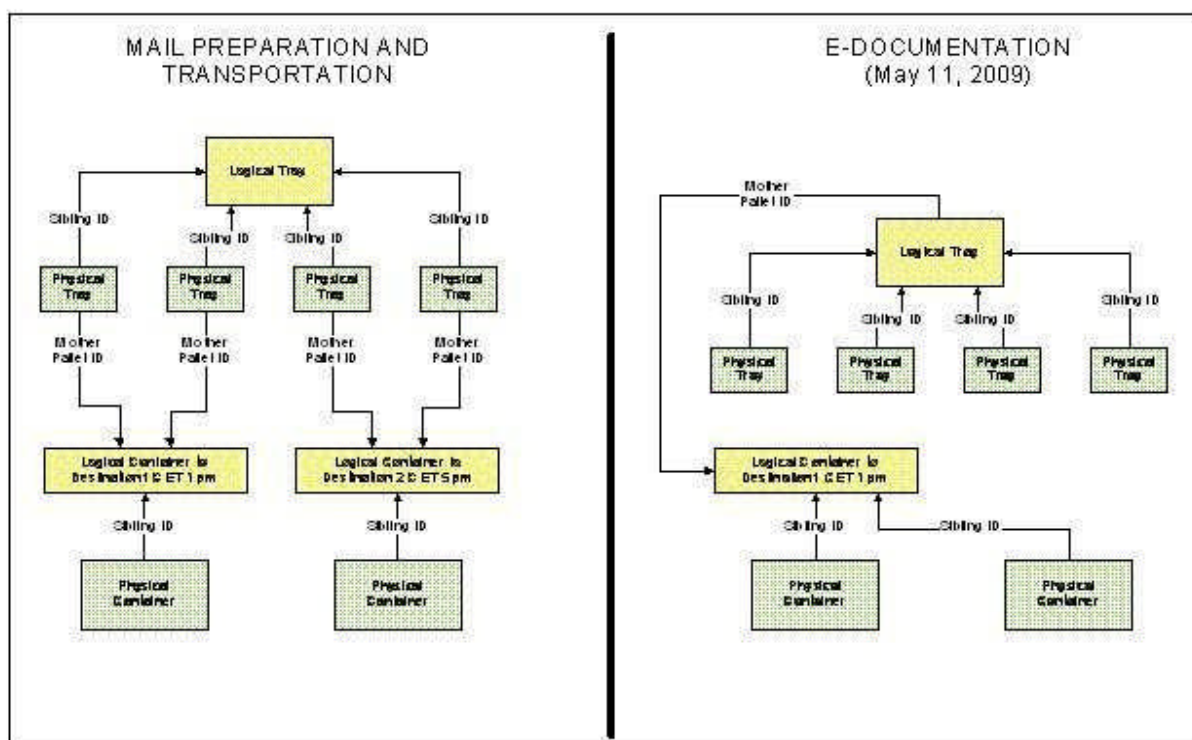 MAIL PREPARATION AND
TRANSPORTATION
Logical Tray
Sibling ID
Sibling ID
Sibling ID
Sibling ID
Physical
Tray
Physical
Tray
Physical
Tray
Physical
Tray
Mother
Pallet ID
Mother
Pallet ID
Mother
Pallet ID
Mother
Pallet ID
Logical Container to
Destination 1 CET 1 pm
Logical Container to
Destination 2 CET 5 pm
Sibling ID
Sibling ID
Physical
Container
Physical
Container
E-DOCUMENTATION
(May 11, 2009)
Mother
Pallet ID
Logical Tray
Sibling ID
Sibling ID
Sibling ID
Sibling ID
Physical
Tray
Physical
Tray
Physical
Tray
Physical
Tray
Logical Container to
Destination 1 CET 1 pm
Sibling ID
Sibling ID
Physical
Container
Physical
Container